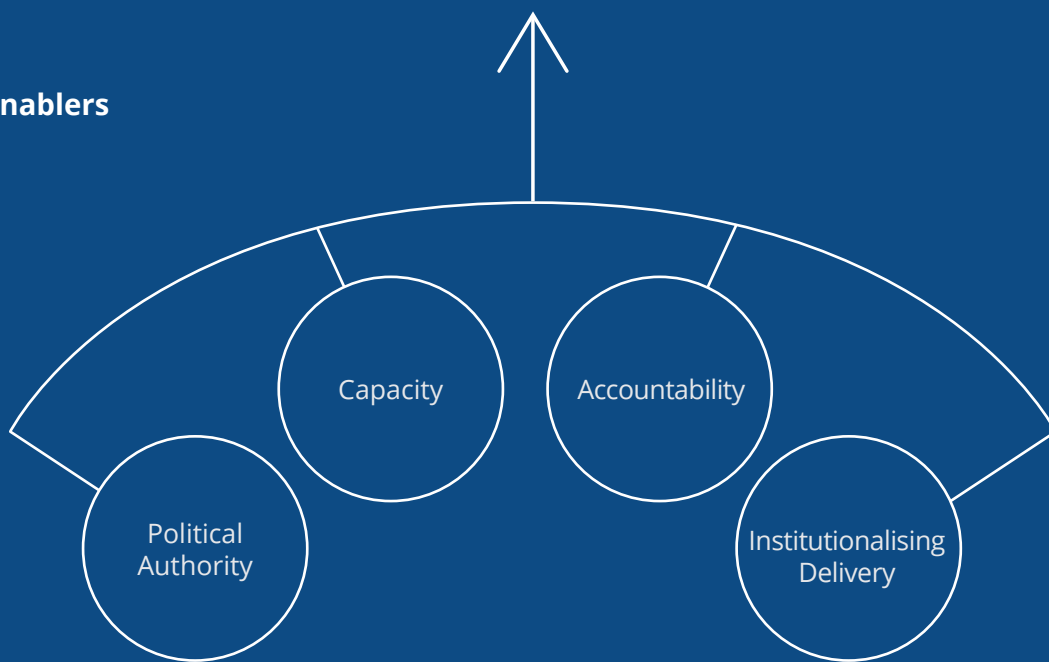 nablers
Capacity
Accountability
Political
Authority
Institutionalising
Delivery